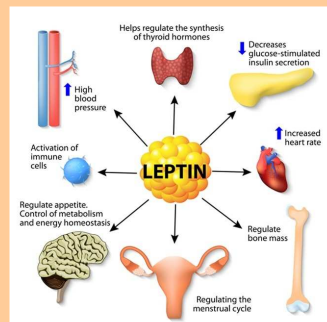 Helps regulate the synthesis
of thyroid hormones
Decreases
glucose-stimulated
insulin secretion
High
blood
pressure
Increased
heart rate
Activation of
immune
cells
LEPTIN
Regulate appetite.
Control of metabolism
and energy homeostasis
Regulate
bone mass
Regulating the
menstrual cycle